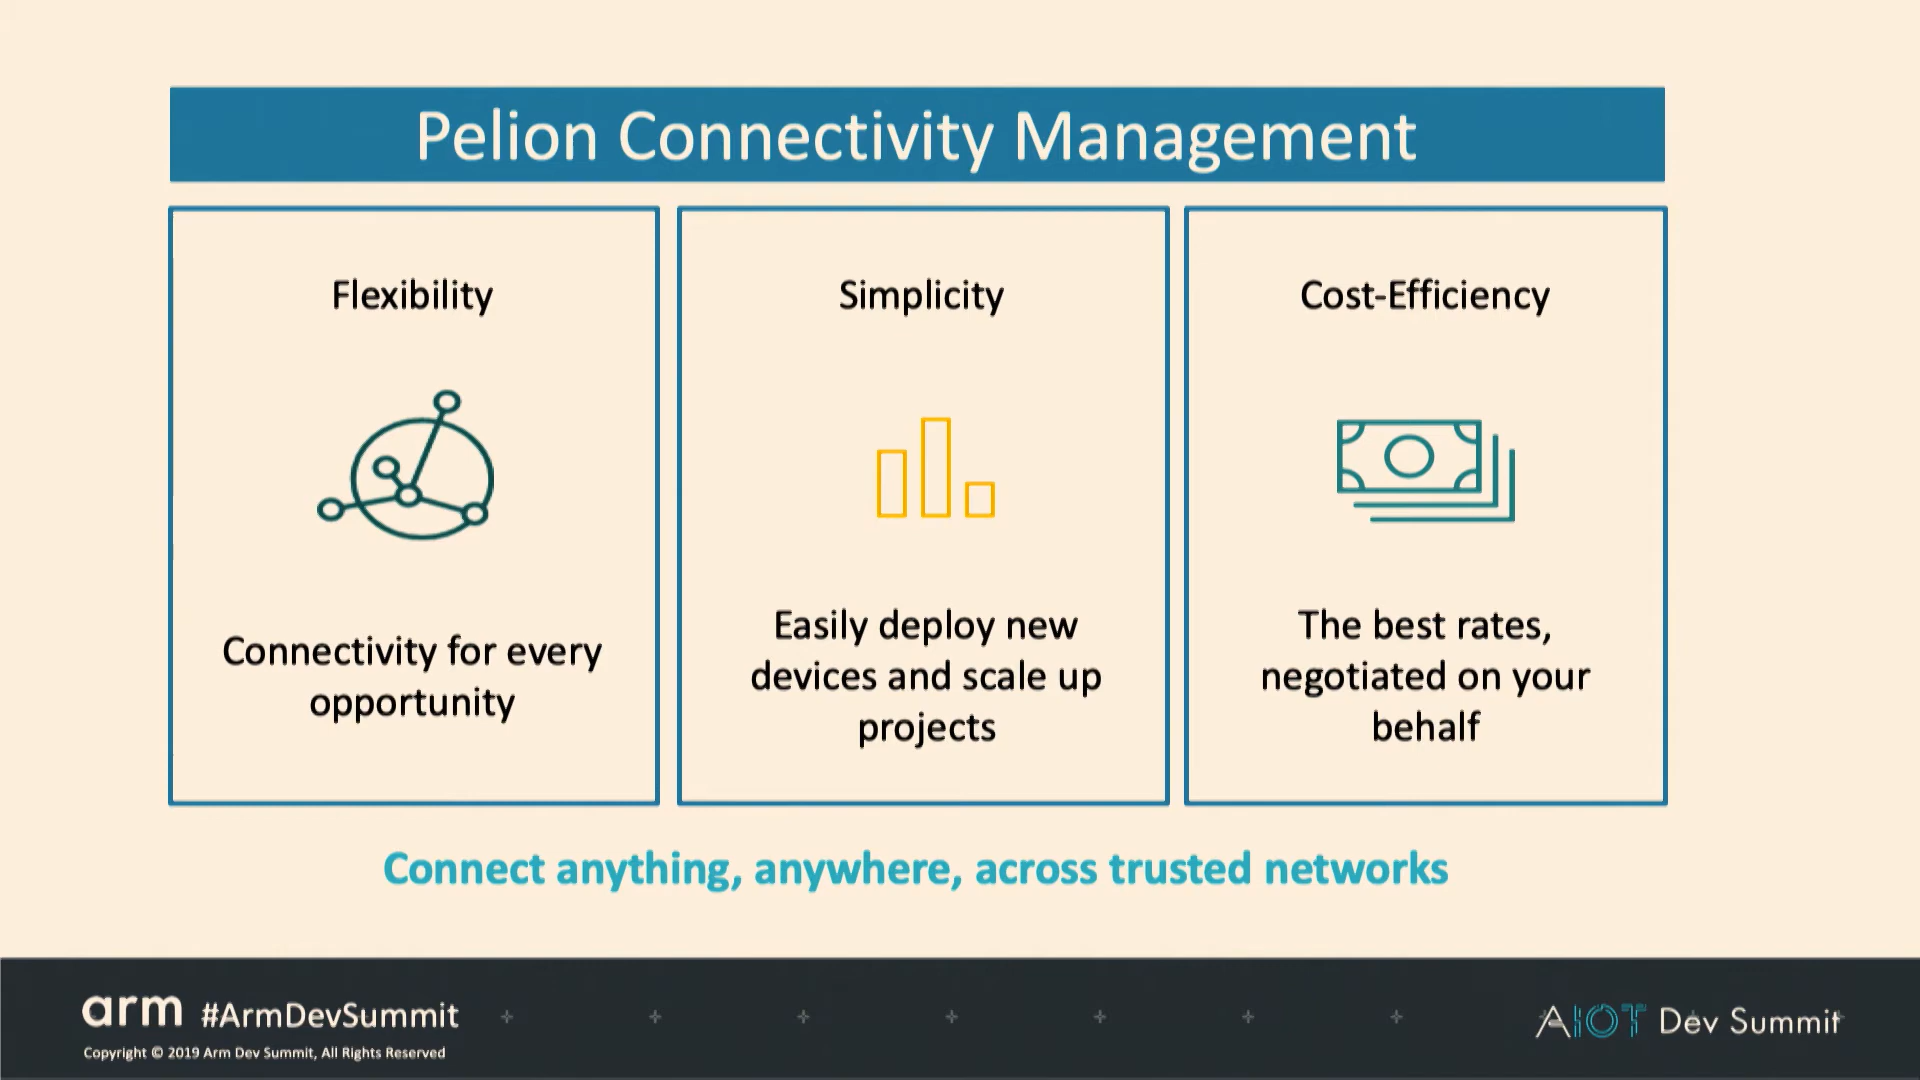 Pelion Connectivity Management
Flexibility
Connectivity for every
opportunity
Simplicity
Easily deploy new
devices and scale up
projects
Cost-Efficiency
The best rates,
negotiated on your
behalf
Connect anything, anywhere, across trusted networks
arm #ArmDevSummit
Copyright © 2019 Arm Dev Summit, All Rights Reserved
AIOT Dev Summit